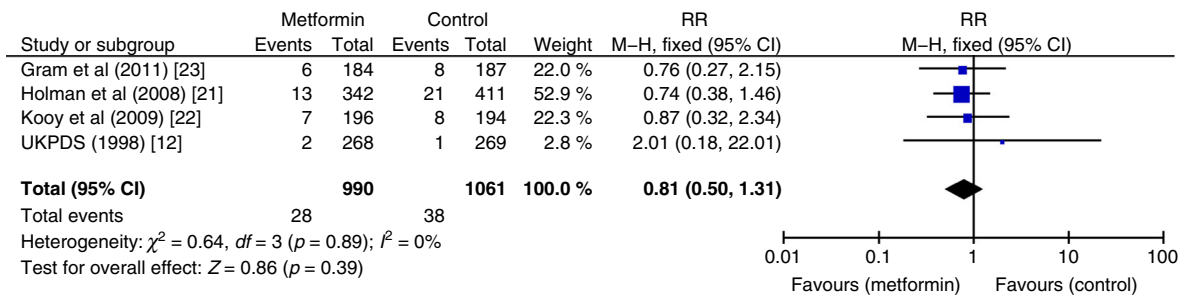 Metformin Control RR RR
Study or subgroup Events Total Events Total Weight M–H, fixed (95% CI) M–H, fixed (95% CI)
Gram et al (2011) [23] 6 184 8 187 22.0 % 0.76 (0.27, 2.15)
Holman et al (2008) [21] 13 342 21 411 52.9 % 0.74 (0.38, 1.46)
Kooy et al (2009) [22] 7 196 8 194 22.3 % 0.87 (0.32, 2.34)
UKPDS (1998) [12] 2 268 1 269 2.8 % 2.01 (0.18, 22.01)
Total (95% CI) 990 1061 100.0 % 0.81 (0.50, 1.31)
Total events 28 38
Heterogeneity: χ² = 0.64, df = 3 (p = 0.89); I² = 0%
Test for overall effect: Z = 0.86 (p = 0.39)
0.01 0.1 1 10 100
Favours (metformin) Favours (control)